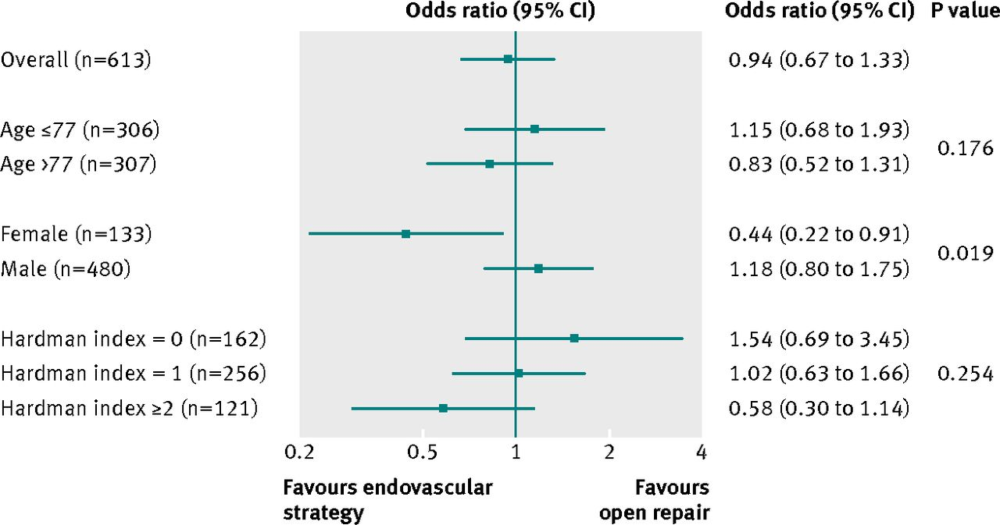 Odds ratio (95% CI) Odds ratio (95% CI) P value
Overall (n=613) 0.94 (0.67 to 1.33)
Age ≤77 (n=306) 1.15 (0.68 to 1.93)
0.176
Age >77 (n=307) 0.83 (0.52 to 1.31)
Female (n=133) 0.44 (0.22 to 0.91)
0.019
Male (n=480) 1.18 (0.80 to 1.75)
Hardman index = 0 (n=162) 1.54 (0.69 to 3.45)
Hardman index = 1 (n=256) 1.02 (0.63 to 1.66) 0.254
Hardman index ≥2 (n=121) 0.58 (0.30 to 1.14)
0.2 0.5 1 2 4
Favours endovascular Favours
strategy open repair